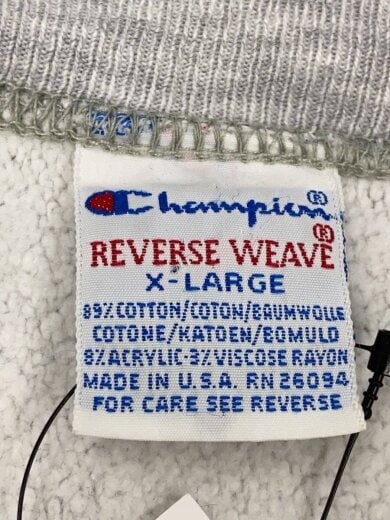 Champion®
REVERSE WEAVE®
X-LARGE
89% COTTON/COTON/BAUMWOLLE
COTONE/KATOEN/BOMULD
8% ACRYLIC-3% VISCOSE RAYON
MADE IN U.S.A. RN 26094
FOR CARE SEE REVERSE